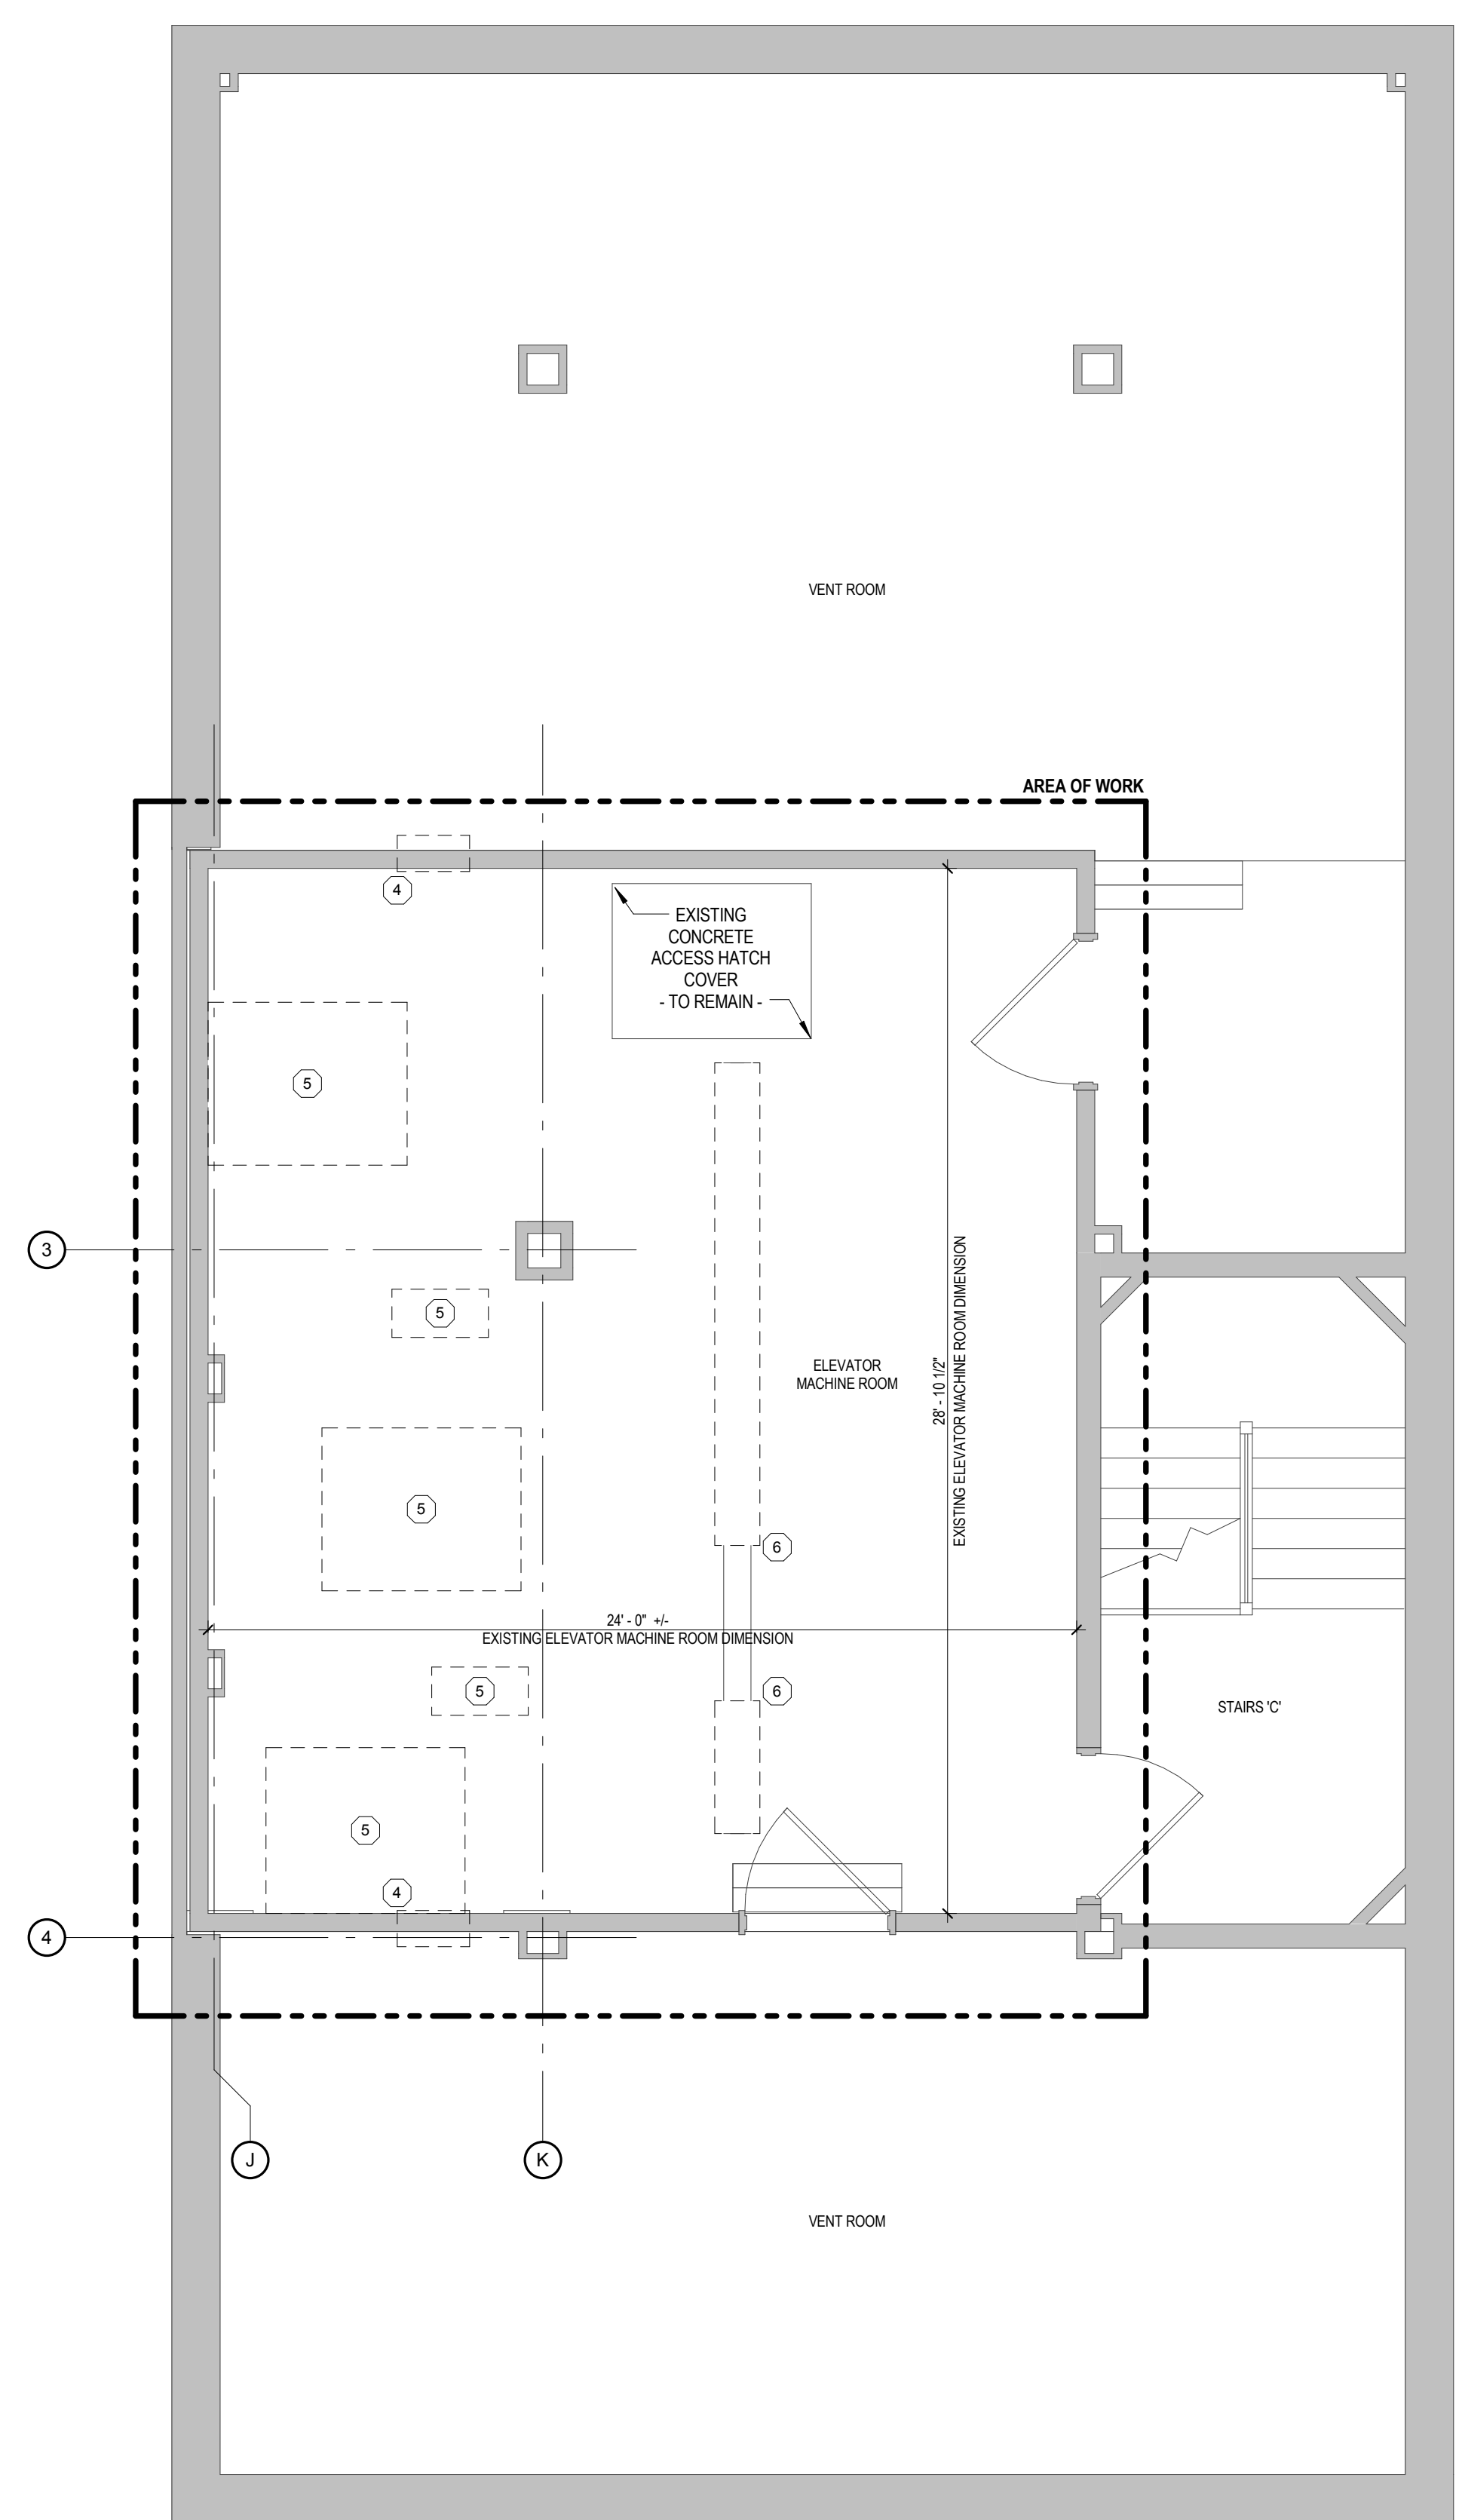 VENT ROOM
AREA OF WORK
4
EXISTING
CONCRETE
ACCESS HATCH
COVER
- TO REMAIN -
5
3
5
ELEVATOR
MACHINE ROOM
28' - 10 1/2"
EXISTING ELEVATOR MACHINE ROOM DIMENSION
5
6
24' - 0" +/-
EXISTING ELEVATOR MACHINE ROOM DIMENSION
5
6
STAIRS 'C'
5
4
4
J
K
VENT ROOM